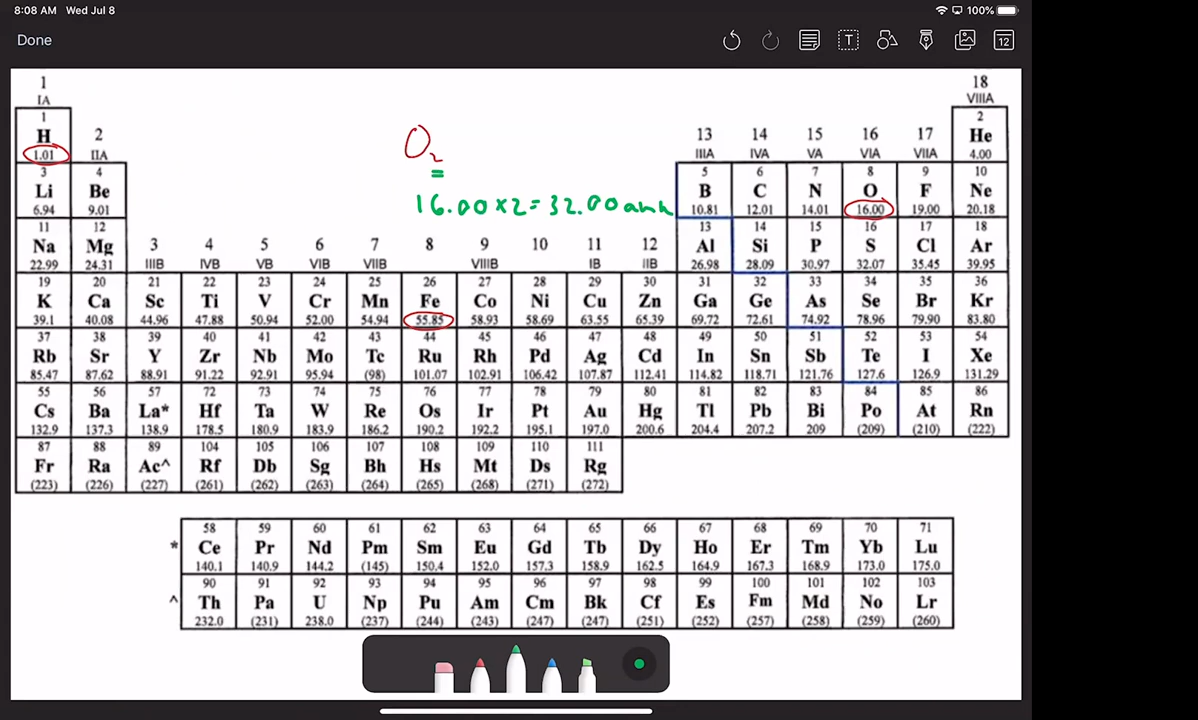 8:08 AM Wed Jul 8 100%
Done 12
1 18
IA VIIIA
1 2
H 2 O₂ 13 14 15 16 17 He
1.01 IIA IIIA IVA VA VIA VIIA 4.00
3 4 5 6 7 8 9 10
Li Be B C N O F Ne
6.94 9.01 16.00 x 2 = 32.00 10.81 12.01 14.01 16.00 19.00 20.18
11 12 13 14 15 16 17 18
Na Mg 3 4 5 6 7 8 9 10 11 12 Al Si P S Cl Ar
22.99 24.31 IIIB IVB VB VIB VIIB VIIIB IB IIB 26.98 28.09 30.97 32.07 35.45 39.95
19 20 21 22 23 24 25 26 27 28 29 30 31 32 33 34 35 36
K Ca Sc Ti V Cr Mn Fe Co Ni Cu Zn Ga Ge As Se Br Kr
39.1 40.08 44.96 47.88 50.94 52.00 54.94 55.85 58.93 58.69 63.55 65.39 69.72 72.61 74.92 78.96 79.90 83.80
37 38 39 40 41 42 43 44 45 46 47 48 49 50 51 52 53 54
Rb Sr Y Zr Nb Mo Tc Ru Rh Pd Ag Cd In Sn Sb Te I Xe
85.47 87.62 88.91 91.22 92.91 95.94 (98) 101.07 102.91 106.42 107.87 112.41 114.82 118.71 121.76 127.6 126.9 131.29
55 56 57 72 73 74 75 76 77 78 79 80 81 82 83 84 85 86
Cs Ba La* Hf Ta W Re Os Ir Pt Au Hg Tl Pb Bi Po At Rn
132.9 137.3 138.9 178.5 180.9 183.9 186.2 190.2 192.2 195.1 197.0 200.6 204.4 207.2 209 (209) (210) (222)
87 88 89 104 105 106 107 108 109 110 111
Fr Ra Ac^ Rf Db Sg Bh Hs Mt Ds Rg
(223) (226) (227) (261) (262) (263) (264) (265) (268) (271) (272)
58 59 60 61 62 63 64 65 66 67 68 69 70 71
* Ce Pr Nd Pm Sm Eu Gd Tb Dy Ho Er Tm Yb Lu
140.1 140.9 144.2 (145) 150.4 152.0 157.3 158.9 162.5 164.9 167.3 168.9 173.0 175.0
90 91 92 93 94 95 96 97 98 99 100 101 102 103
^ Th Pa U Np Pu Am Cm Bk Cf Es Fm Md No Lr
232.0 (231) 238.0 (237) (244) (243) (247) (247) (251) (252) (257) (258) (259) (260)